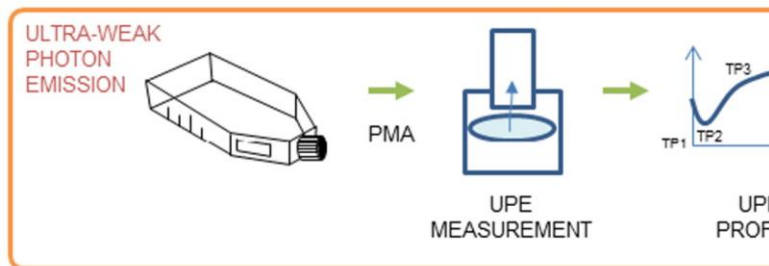 ULTRA-WEAK
PHOTON
EMISSION
PMA
UPE
MEASUREMENT
TP1
TP2
TP3